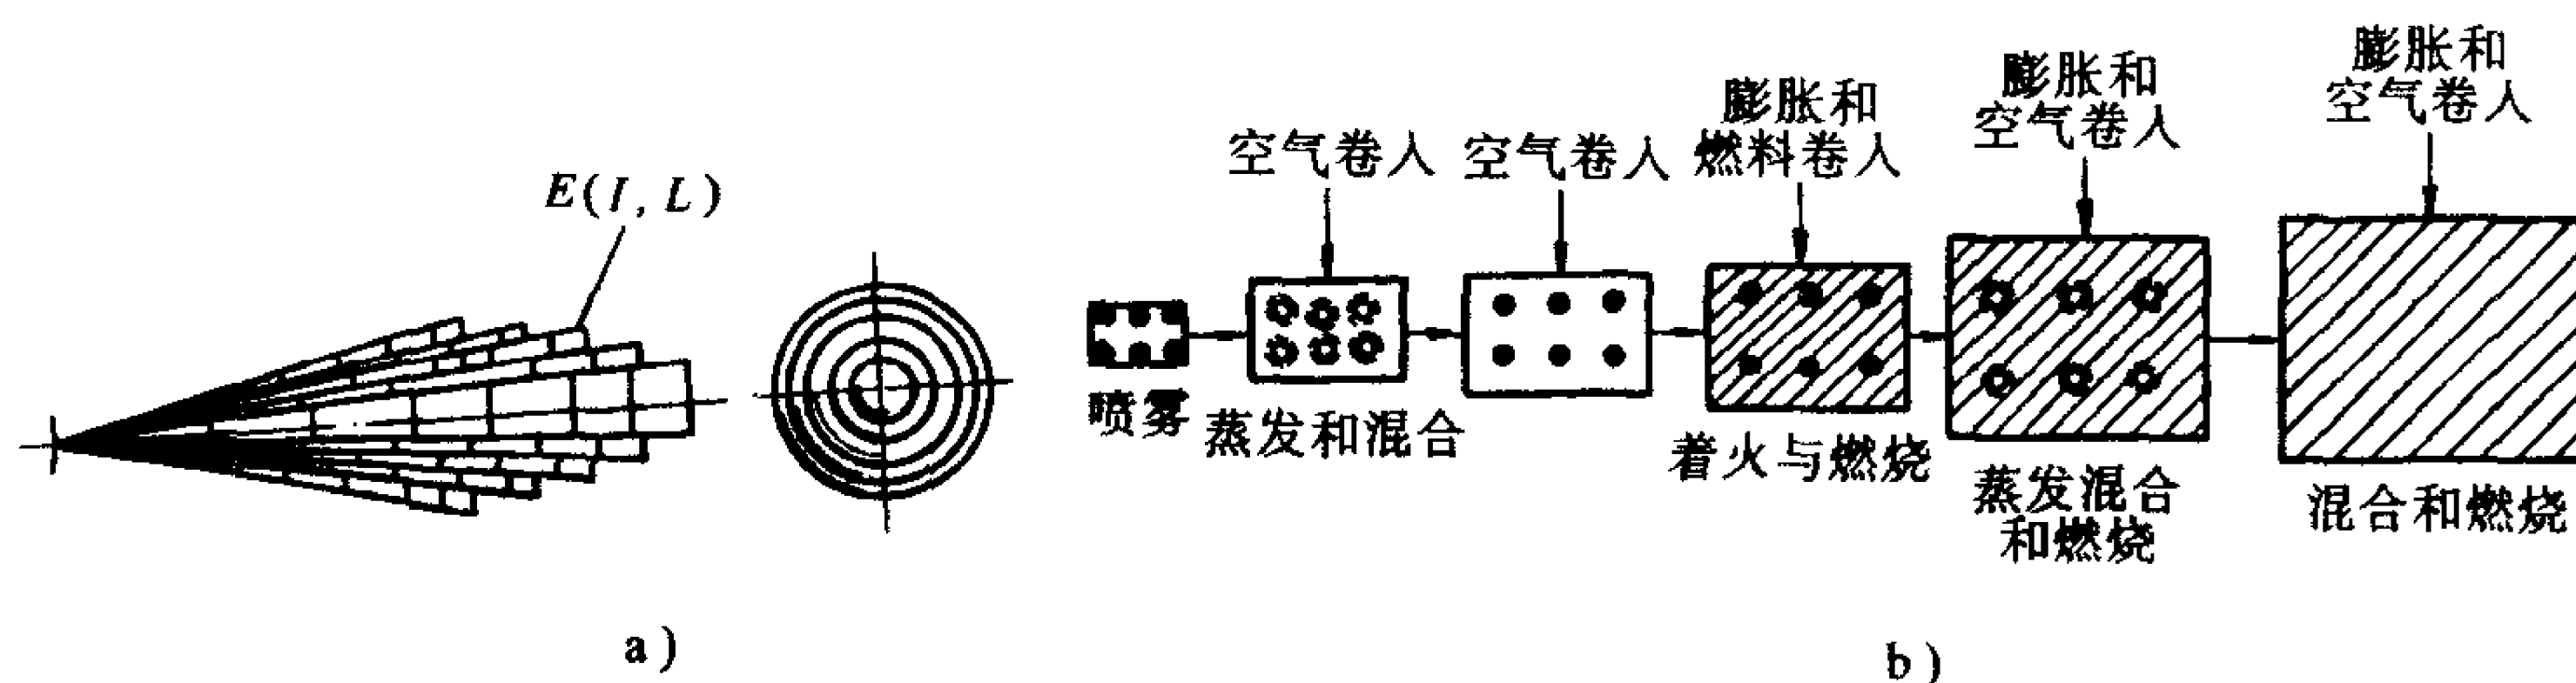 E(I, L)
a)
空气卷入
空气卷入
膨胀和
燃料卷入
膨胀和
空气卷入
膨胀和
空气卷入
喷雾
蒸发和混合
着火与燃烧
蒸发混合
和燃烧
混合和燃烧
b)